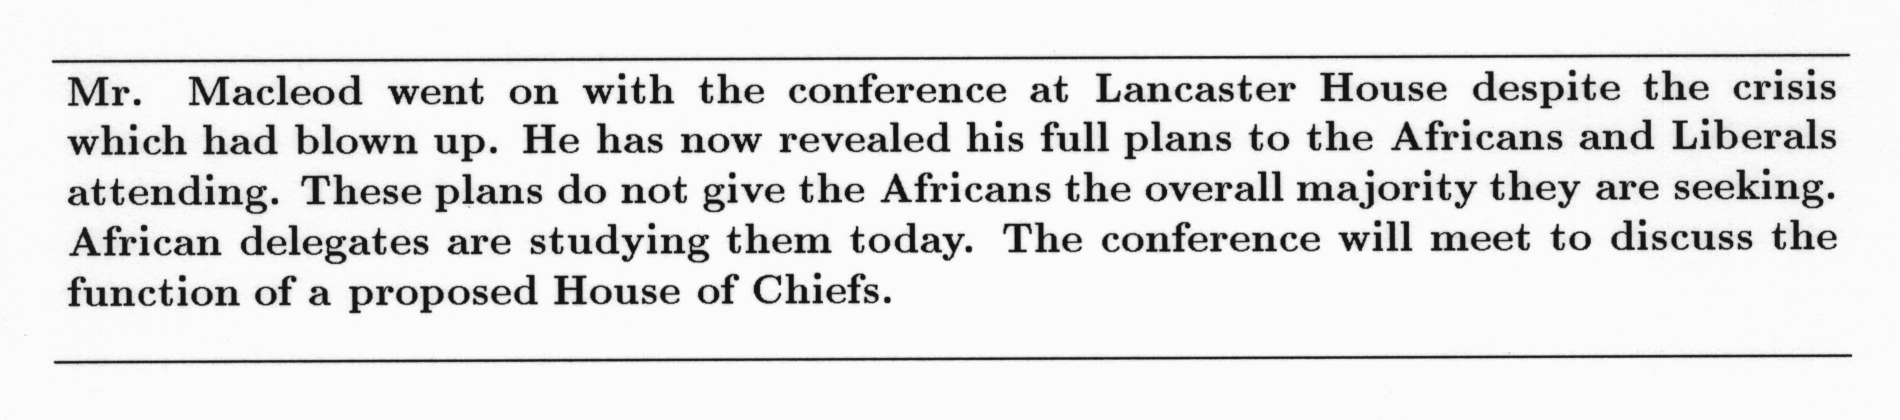 Mr. Macleod went on with the conference at Lancaster House despite the crisis
which had blown up. He has now revealed his full plans to the Africans and Liberals
attending. These plans do not give the Africans the overall majority they are seeking.
African delegates are studying them today. The conference will meet to discuss the
function of a proposed House of Chiefs.